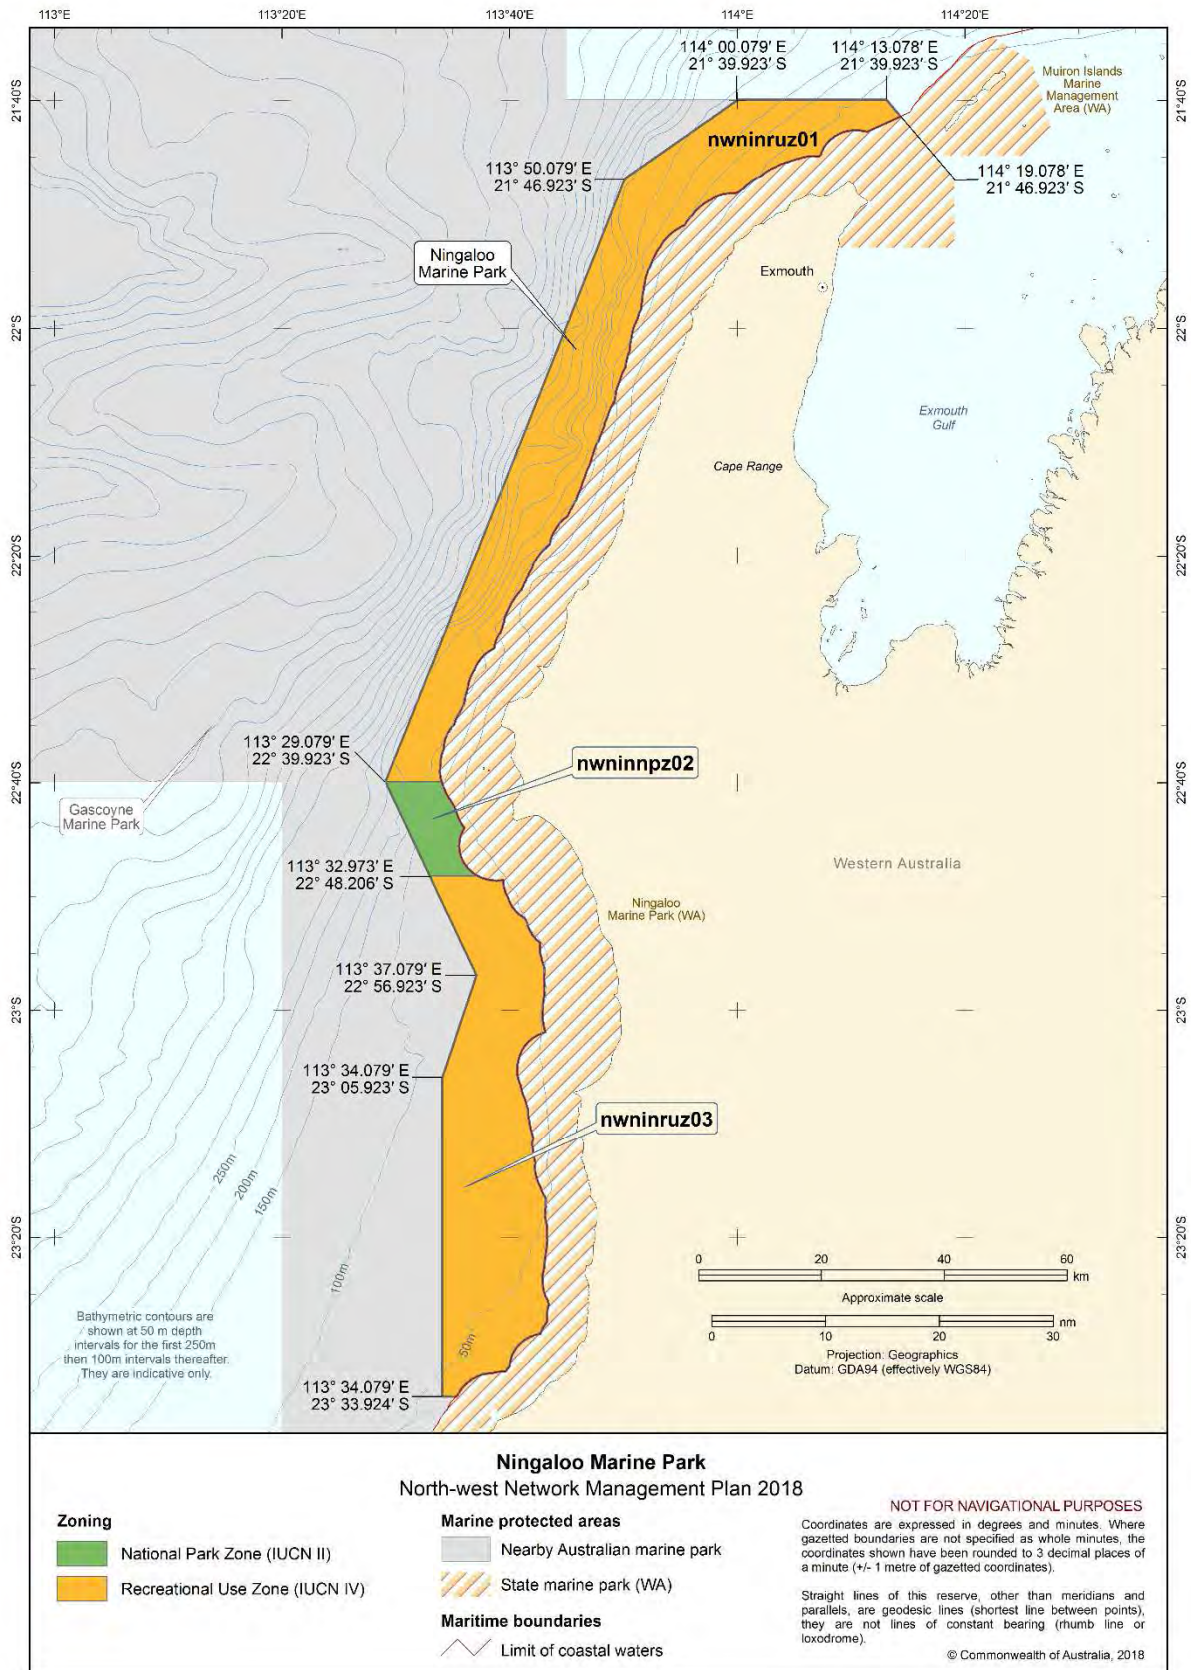 113°E
113°20'E
113°40'E
114°E
114°20'E
114° 00.079' E
21° 39.923' S
114° 13.078' E
21° 39.923' S
21°40'S
21°40'S
Muiron Islands
Marine
Management
Area (WA)
nwninruz01
113° 50.079' E
21° 46.923' S
114° 19.078' E
21° 46.923' S
Ningaloo
Marine Park
Exmouth
22°S
22°S
Exmouth
Gulf
Cape Range
22°20'S
22°20'S
113° 29.079' E
22° 39.923' S
nwninnpz02
22°40'S
22°40'S
Gascoyne
Marine Park
113° 32.973' E
22° 48.206' S
Western Australia
Ningaloo
Marine Park (WA)
113° 37.079' E
22° 56.923' S
23°S
23°S
113° 34.079' E
23° 05.923' S
nwninruz03
250m
200m
150m
100m
50m
23°20'S
23°20'S
0 20 40 60
km
Approximate scale
nm
0 10 20 30
Projection: Geographics
Datum: GDA94 (effectively WGS84)
Bathymetric contours are
shown at 50 m depth
intervals for the first 250m
then 100m intervals thereafter.
They are indicative only.
113° 34.079' E
23° 33.924' S
Ningaloo Marine Park
North-west Network Management Plan 2018
Zoning
National Park Zone (IUCN II)
Recreational Use Zone (IUCN IV)
Marine protected areas
Nearby Australian marine park
State marine park (WA)
Maritime boundaries
Limit of coastal waters
NOT FOR NAVIGATIONAL PURPOSES
Coordinates are expressed in degrees and minutes. Where
gazetted boundaries are not specified as whole minutes, the
coordinates shown have been rounded to 3 decimal places of
a minute (+/- 1 metre of gazetted coordinates).
Straight lines of this reserve, other than meridians and
parallels, are geodesic lines (shortest line between points),
they are not lines of constant bearing (rhumb line or
loxodrome).
© Commonwealth of Australia, 2018